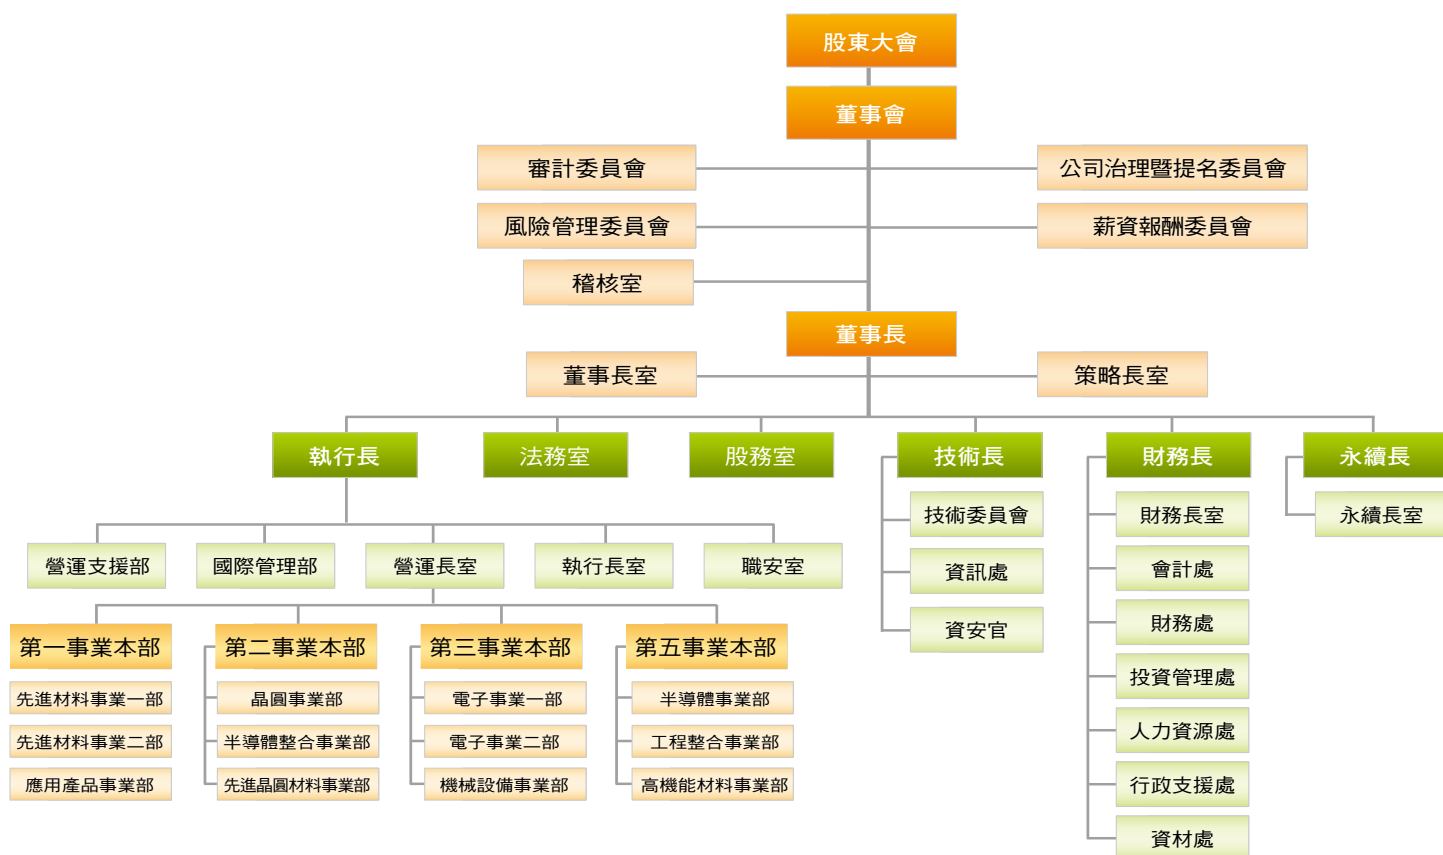 股東大會
董事會
審計委員會
公司治理暨提名委員會
風險管理委員會
薪資報酬委員會
稽核室
董事長
董事長室
策略長室
執行長
法務室
股務室
技術長
財務長
永續長
技術委員會
資訊處
資安官
財務長室
會計處
財務處
投資管理處
人力資源處
行政支援處
資材處
永續長室
營運支援部
國際管理部
營運長室
執行長室
職安室
第一事業本部
先進材料事業一部
先進材料事業二部
應用產品事業部
第二事業本部
晶圓事業部
半導體整合事業部
先進晶圓材料事業部
第三事業本部
電子事業一部
電子事業二部
機械設備事業部
第五事業本部
半導體事業部
工程整合事業部
高機能材料事業部